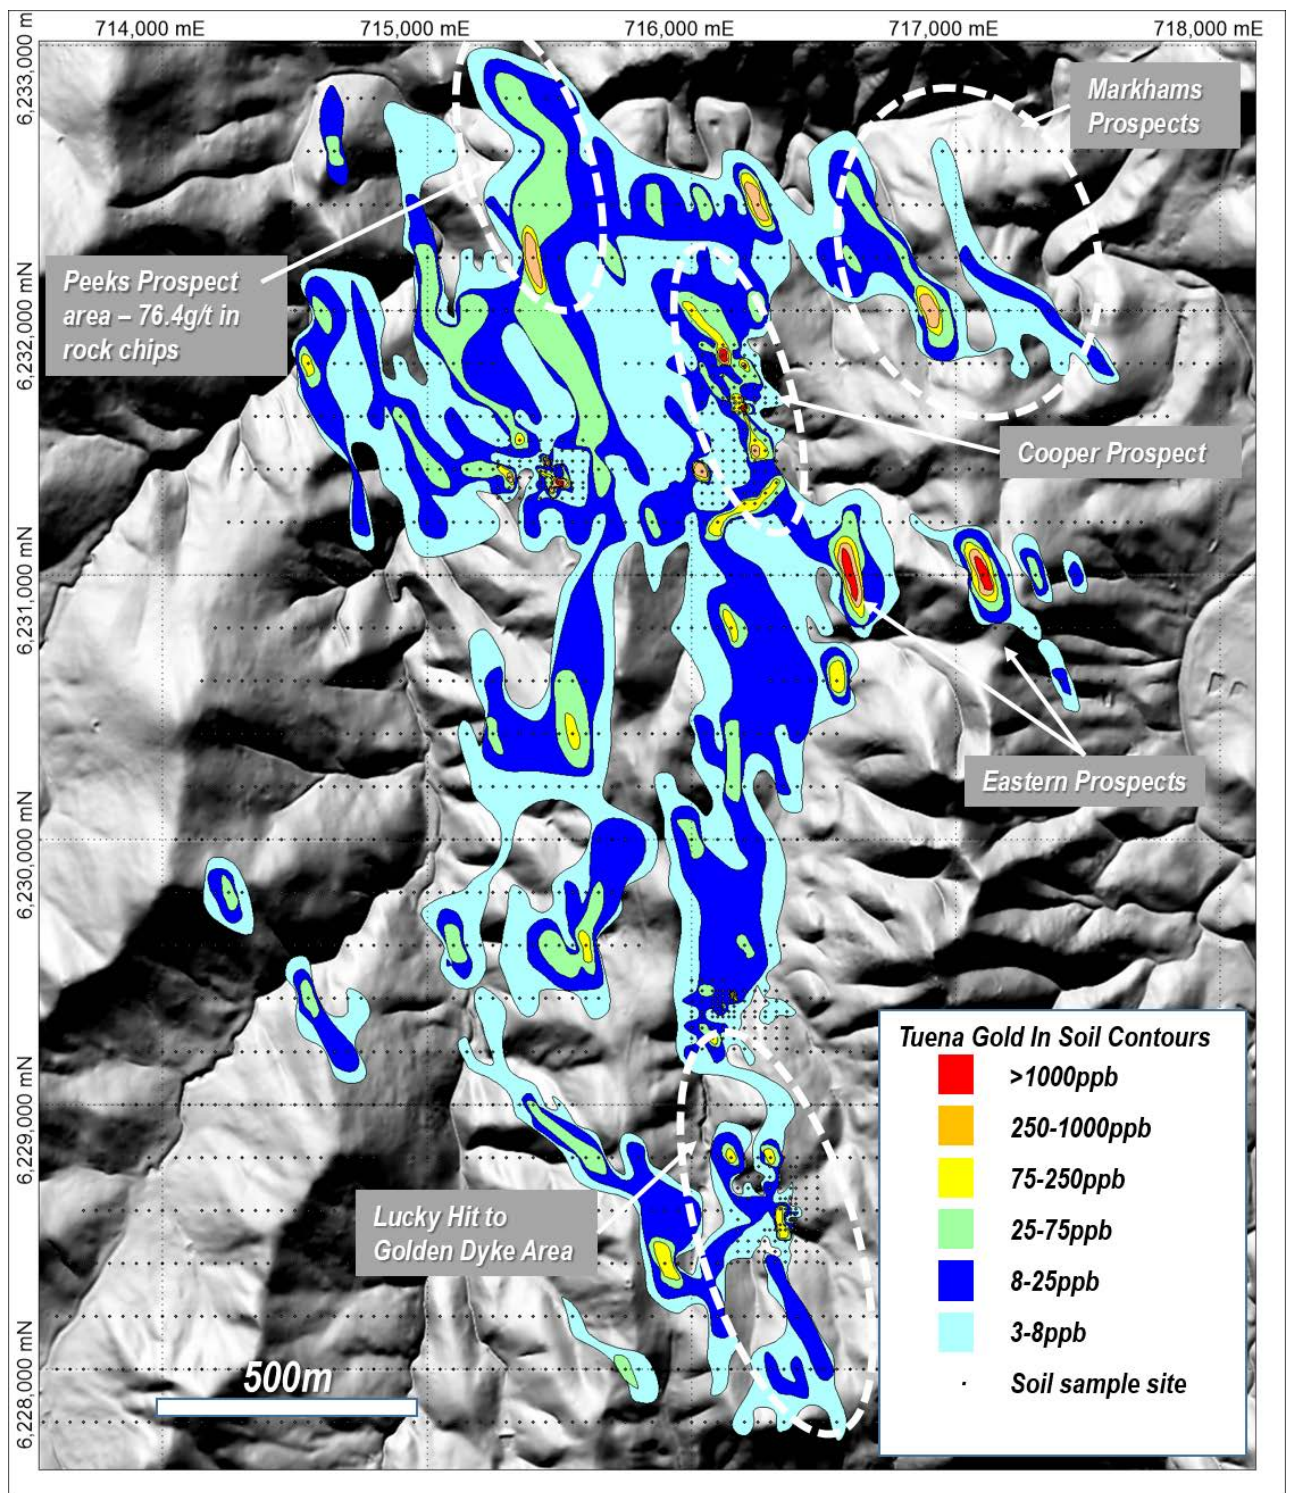 714,000 mE
715,000 mE
716,000 mE
717,000 mE
718,000 mE
6,233,000 m
Markhams
Prospects
Peeks Prospect
area – 76.4g/t in
rock chips
6,232,000 mN
Cooper Prospect
6,231,000 mN
Eastern Prospects
6,230,000 mN
6,229,000 mN
Lucky Hit to
Golden Dyke Area
6,228,000 mN
500m
Tuena Gold In Soil Contours
>1000ppb
250-1000ppb
75-250ppb
25-75ppb
8-25ppb
3-8ppb
Soil sample site